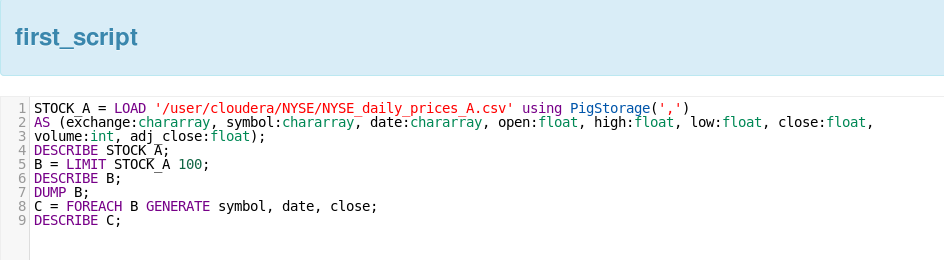 first_script
1 STOCK_A = LOAD '/user/cloudera/NYSE/NYSE_daily_prices_A.csv' using PigStorage(',')
2 AS (exchange:chararray, symbol:chararray, date:chararray, open:float, high:float, low:float, close:float,
3 volume:int, adj_close:float);
4 DESCRIBE STOCK_A;
5 B = LIMIT STOCK_A 100;
6 DESCRIBE B;
7 DUMP B;
8 C = FOREACH B GENERATE symbol, date, close;
9 DESCRIBE C;